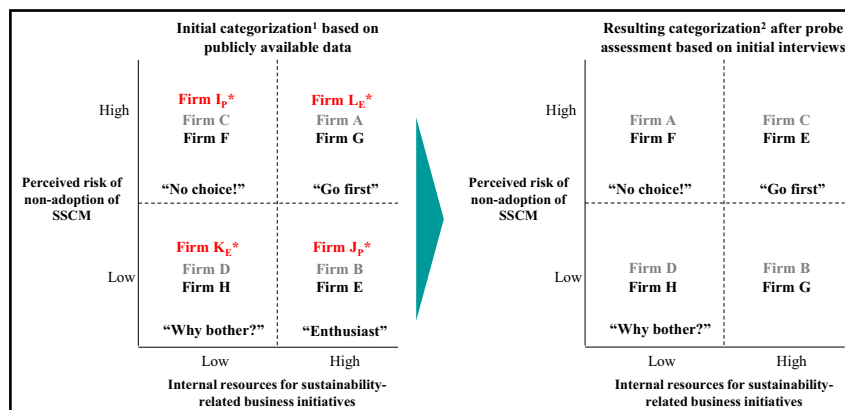 Initial categorization¹ based on
publicly available data
High
Low
Perceived risk of
non-adoption of
SSCM
Firm I_P*
Firm C
Firm F
"No choice!"
Firm L_E*
Firm A
Firm G
"Go first"
Firm K_E*
Firm D
Firm H
"Why bother?"
Firm J_P*
Firm B
Firm E
"Enthusiast"
Low
High
Internal resources for sustainability-
related business initiatives
Resulting categorization² after probe
assessment based on initial interviews
High
Low
Perceived risk of
non-adoption of
SSCM
Firm A
Firm F
"No choice!"
Firm C
Firm E
"Go first"
Firm D
Firm H
"Why bother?"
Firm B
Firm G
Low
High
Internal resources for sustainability-
related business initiatives